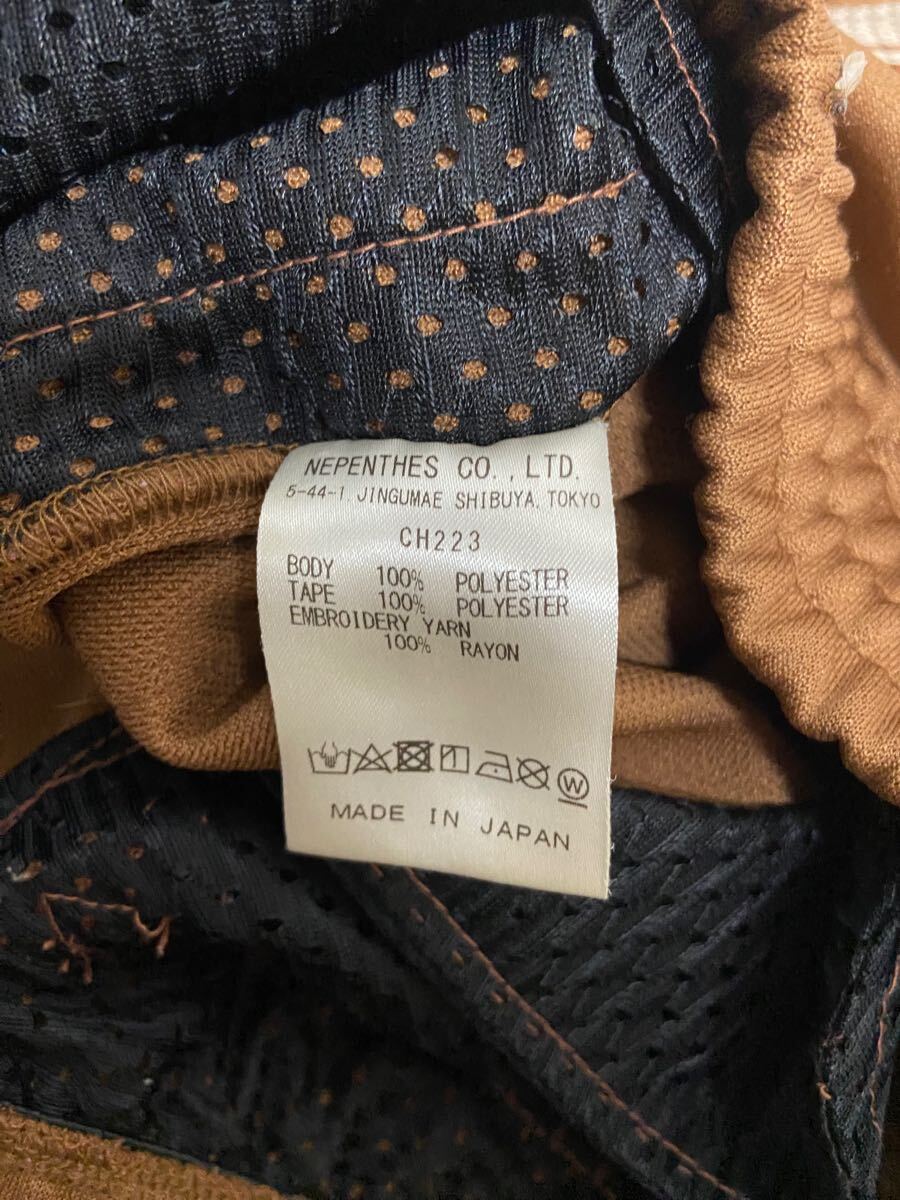 NEPENTHES CO., LTD.
5-44-1 JINGUMAE SHIBUYA, TOKYO
CH223
BODY 100% POLYESTER
TAPE 100% POLYESTER
EMBROIDERY YARN
100% RAYON
W
MADE IN JAPAN